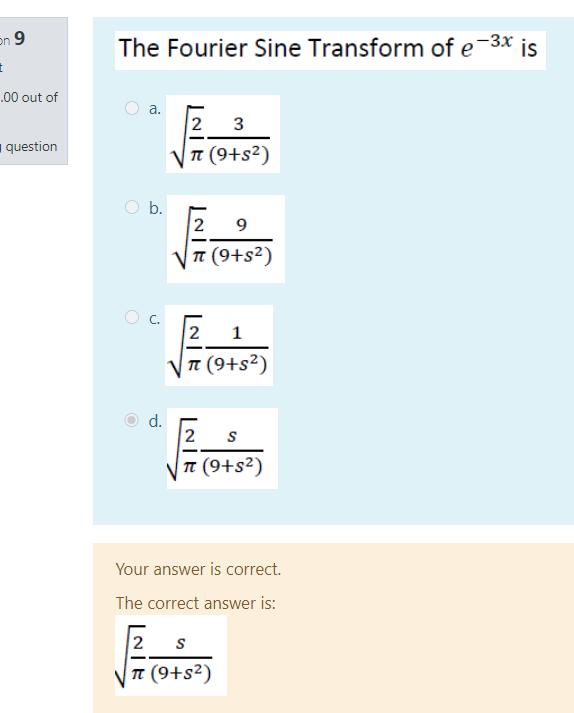 on 9
t
.00 out of
question
The Fourier Sine Transform of e⁻³ˣ is
a. √(2/π) 3/(9+s²)
b. √(2/π) 9/(9+s²)
c. √(2/π) 1/(9+s²)
d. √(2/π) s/(9+s²)
Your answer is correct.
The correct answer is:
√(2/π) s/(9+s²)